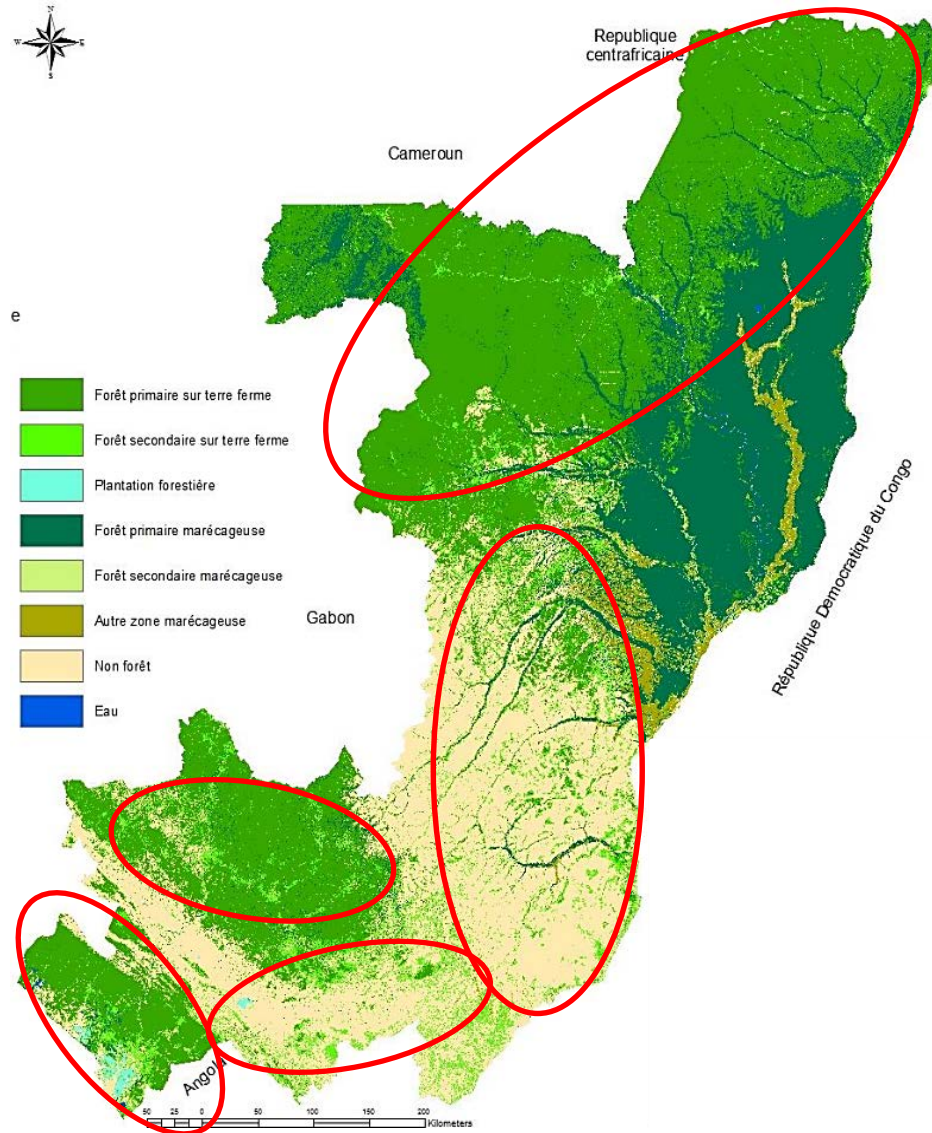 N
W
E
S
Republique
centrafricaine
Cameroun
e
Forêt primaire sur terre ferme
Forêt secondaire sur terre ferme
Plantation forestière
Forêt primaire marécageuse
Forêt secondaire marécageuse
Autre zone marécageuse
Non forêt
Eau
Gabon
République Democratique du Congo
Angola
50 25 0 50 100 150 200
Kilometers